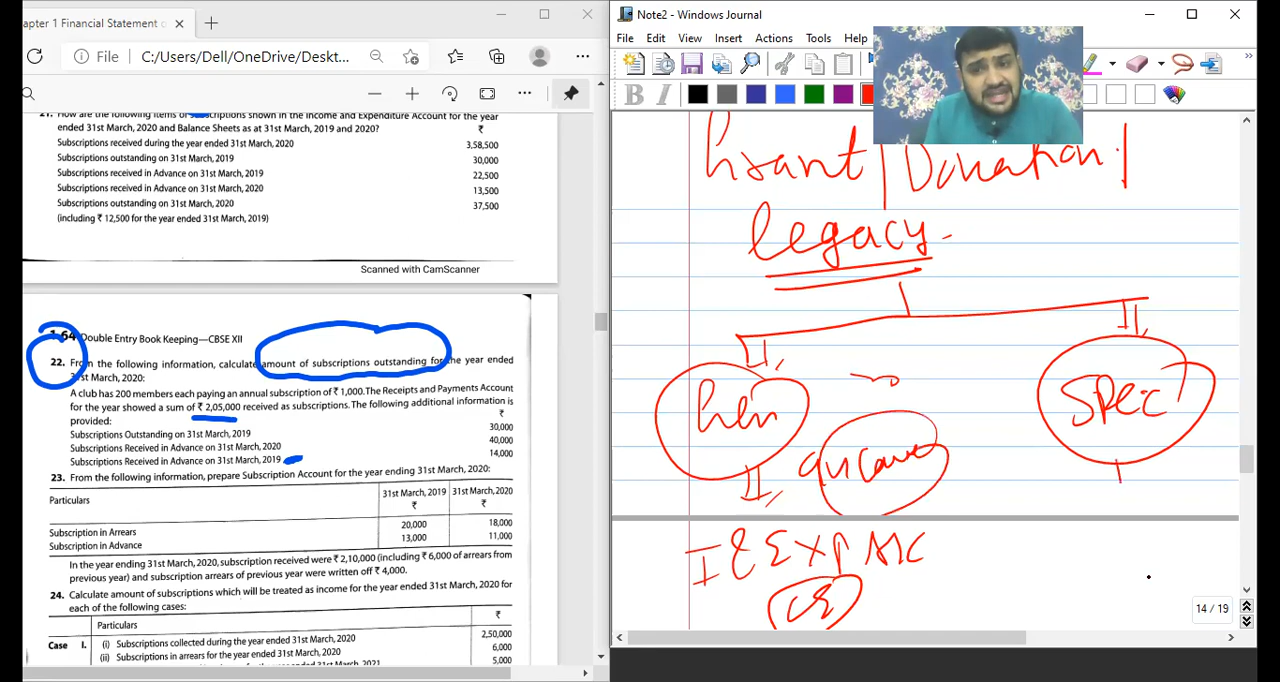 apter 1 Financial Statement o
File C:/Users/Dell/OneDrive/Deskt...
21. How are the following items of subscriptions shown in the Income and Expenditure Account for the year
ended 31st March, 2020 and Balance Sheets as at 31st March, 2019 and 2020? ₹
Subscriptions received during the year ended 31st March, 2020 3,58,500
Subscriptions outstanding on 31st March, 2019 30,000
Subscriptions received in Advance on 31st March, 2019 22,500
Subscriptions received in Advance on 31st March, 2020 13,500
Subscriptions outstanding on 31st March, 2020 37,500
(including ₹ 12,500 for the year ended 31st March, 2019)
Scanned with CamScanner
1.64 Double Entry Book Keeping—CBSE XII
22. From the following information, calculate amount of subscriptions outstanding for the year ended
31st March, 2020:
A club has 200 members each paying an annual subscription of ₹ 1,000. The Receipts and Payments Account
for the year showed a sum of ₹ 2,05,000 received as subscriptions. The following additional information is
provided: ₹
Subscriptions Outstanding on 31st March, 2019 30,000
Subscriptions Received in Advance on 31st March, 2020 40,000
Subscriptions Received in Advance on 31st March, 2019 14,000
23. From the following information, prepare Subscription Account for the year ending 31st March, 2020:
Particulars 31st March, 2019 31st March, 2020
₹ ₹
Subscription in Arrears 20,000 18,000
Subscription in Advance 13,000 11,000
In the year ending 31st March, 2020, subscription received were ₹ 2,10,000 (including ₹ 6,000 of arrears from
previous year) and subscription arrears of previous year were written off ₹ 4,000.
24. Calculate amount of subscriptions which will be treated as income for the year ended 31st March, 2020 for
each of the following cases:
Particulars ₹
Case I. (i) Subscriptions collected during the year ended 31st March, 2020 2,50,000
(ii) Subscriptions in arrears for the year ended 31st March, 2020 6,000
5,000
Note2 - Windows Journal
File Edit View Insert Actions Tools Help
B I
Grant / Donation /
legacy
Gen Spec
I & Exp A/C
(CR)
14 / 19